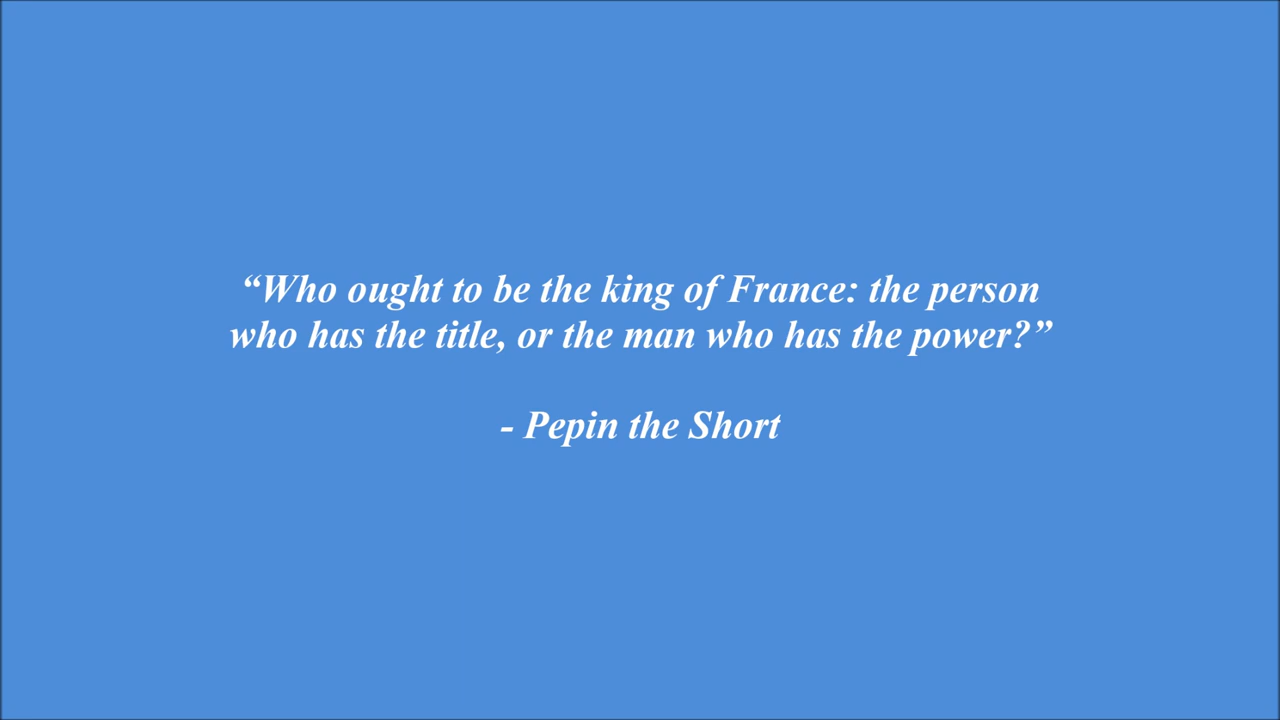 “Who ought to be the king of France: the person
who has the title, or the man who has the power?”
- Pepin the Short